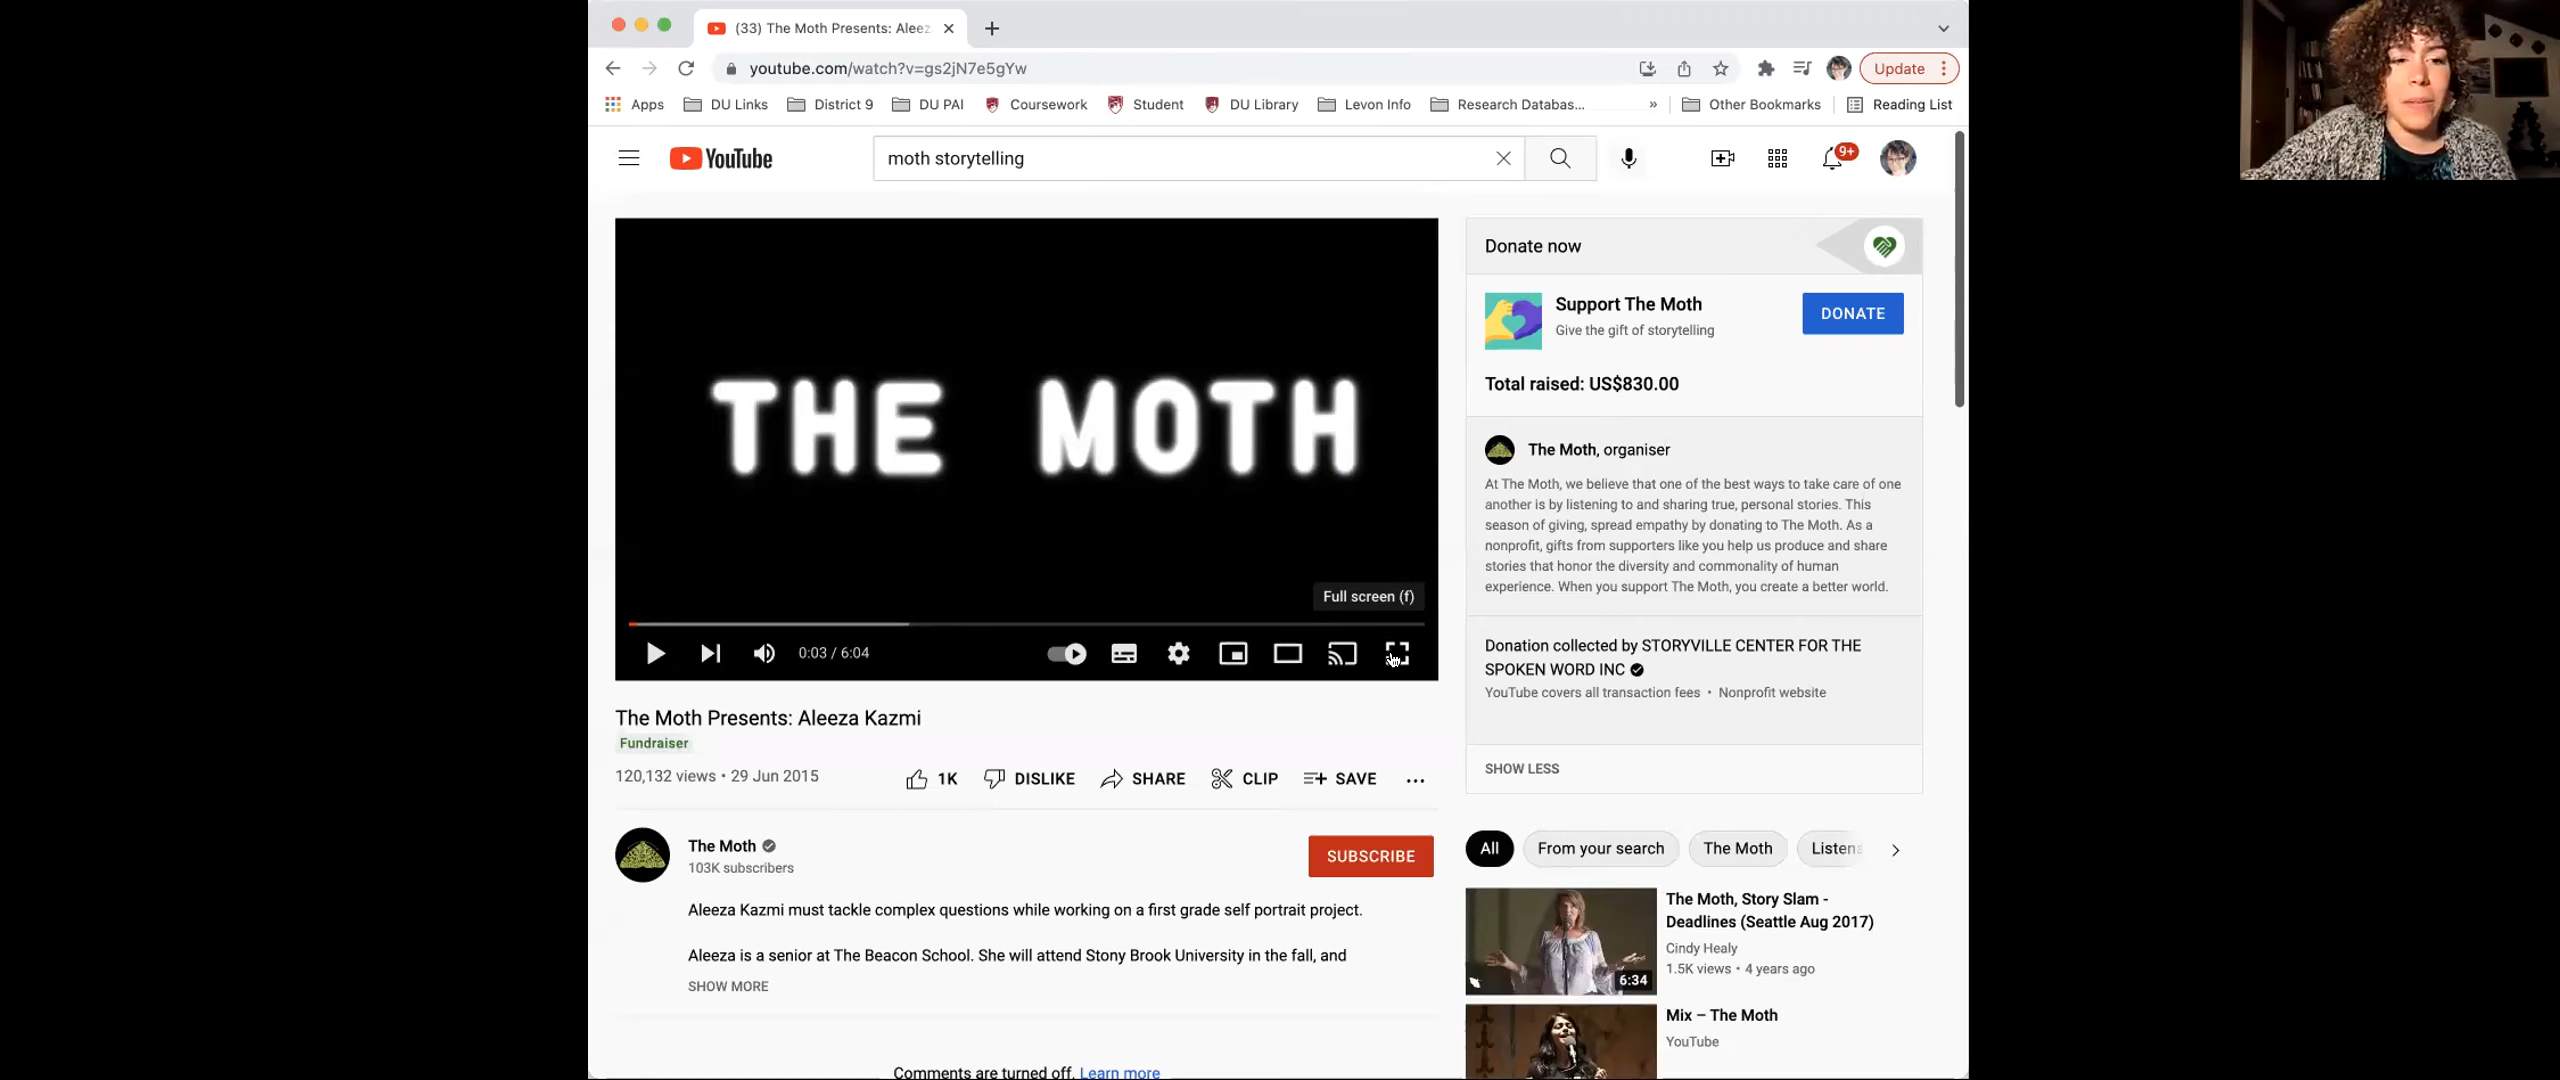 (33) The Moth Presents: Aleez
youtube.com/watch?v=gs2jN7e5gYw
Update
Apps
DU Links
District 9
DU PAI
Coursework
Student
DU Library
Levon Info
Research Databas...
»
Other Bookmarks
Reading List
YouTube
moth storytelling
9+
THE MOTH
Full screen (f)
0:03 / 6:04
The Moth Presents: Aleeza Kazmi
Fundraiser
120,132 views • 29 Jun 2015
1K
DISLIKE
SHARE
CLIP
SAVE
...
The Moth
103K subscribers
SUBSCRIBE
Aleeza Kazmi must tackle complex questions while working on a first grade self portrait project.
Aleeza is a senior at The Beacon School. She will attend Stony Brook University in the fall, and
SHOW MORE
Comments are turned off. Learn more
Donate now
Support The Moth
Give the gift of storytelling
DONATE
Total raised: US$830.00
The Moth, organiser
At The Moth, we believe that one of the best ways to take care of one
another is by listening to and sharing true, personal stories. This
season of giving, spread empathy by donating to The Moth. As a
nonprofit, gifts from supporters like you help us produce and share
stories that honor the diversity and commonality of human
experience. When you support The Moth, you create a better world.
Donation collected by STORYVILLE CENTER FOR THE
SPOKEN WORD INC
YouTube covers all transaction fees • Nonprofit website
SHOW LESS
All
From your search
The Moth
Listena
The Moth, Story Slam -
Deadlines (Seattle Aug 2017)
Cindy Healy
1.5K views • 4 years ago
6:34
Mix – The Moth
YouTube